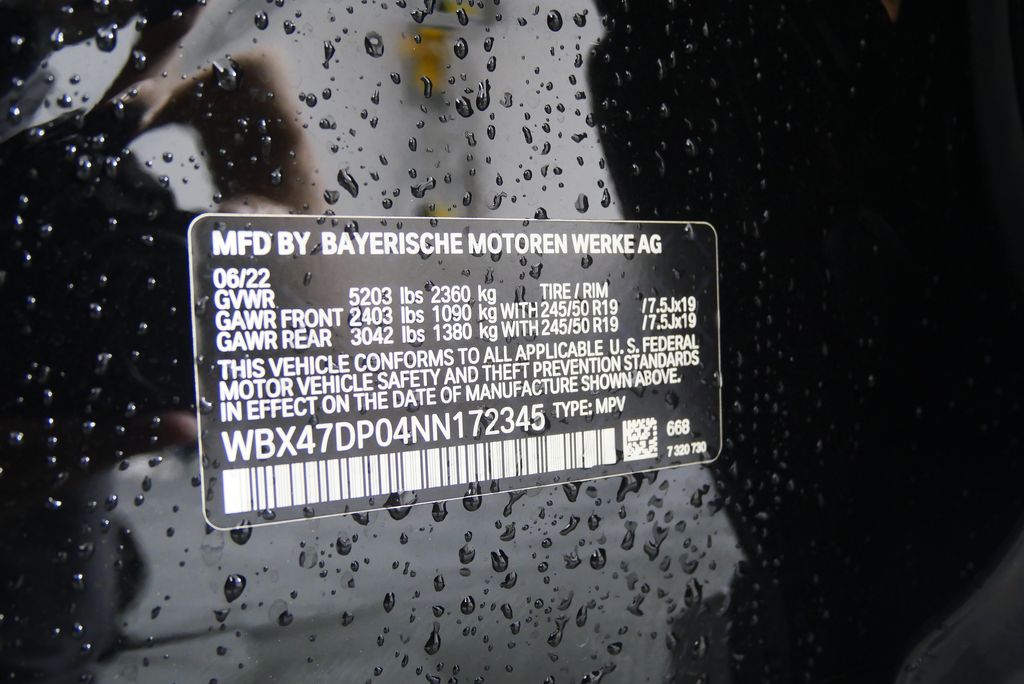 MFD BY BAYERISCHE MOTOREN WERKE AG
06/22
GVWR 5203 lbs 2360 kg TIRE / RIM
GAWR FRONT 2403 lbs 1090 kg WITH 245/50 R19 /7.5Jx19
GAWR REAR 3042 lbs 1380 kg WITH 245/50 R19 /7.5Jx19
THIS VEHICLE CONFORMS TO ALL APPLICABLE U.S. FEDERAL
MOTOR VEHICLE SAFETY AND THEFT PREVENTION STANDARDS
IN EFFECT ON THE DATE OF MANUFACTURE SHOWN ABOVE.
WBX47DP04NN172345 TYPE: MPV
668
7 320 730